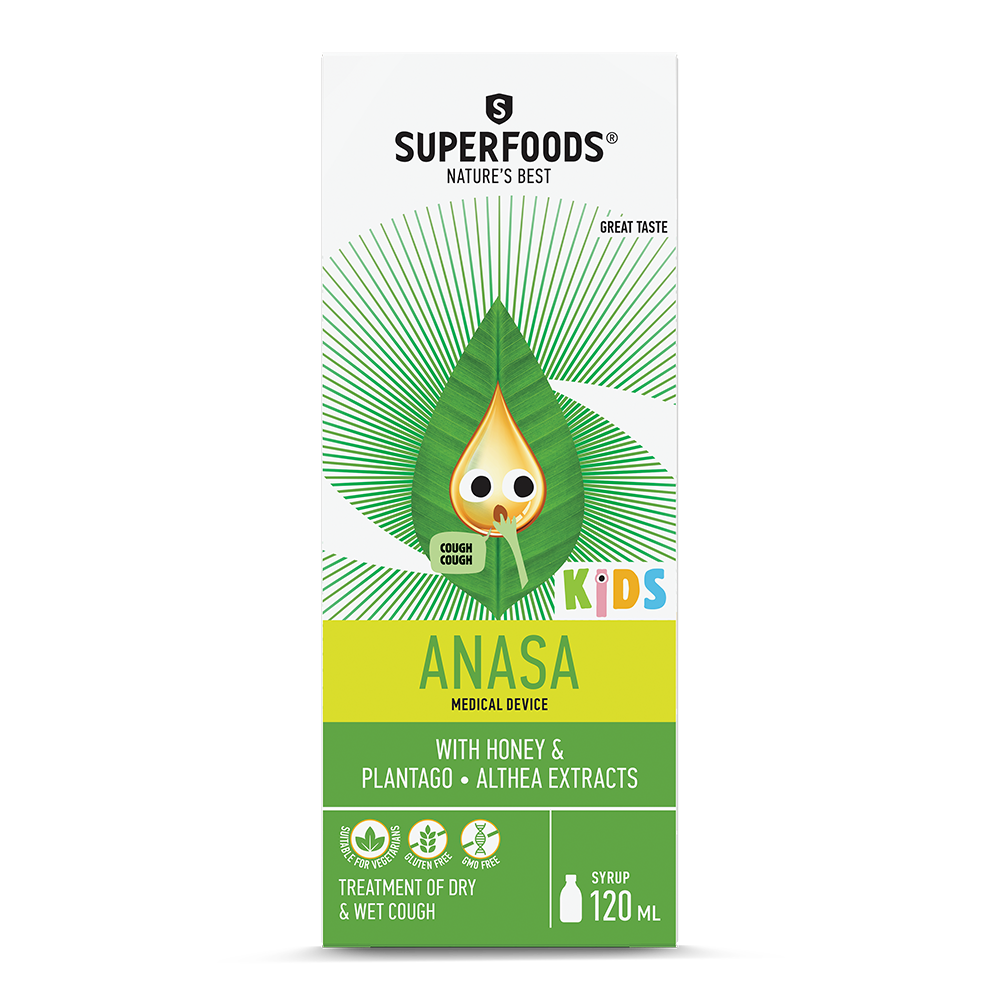 S
SUPERFOODS®
NATURE'S BEST
GREAT TASTE
COUGH
COUGH
KiDS
ANASA
MEDICAL DEVICE
WITH HONEY &
PLANTAGO • ALTHEA EXTRACTS
SUITABLE FOR VEGETARIANS
GLUTEN FREE
GMO FREE
TREATMENT OF DRY
& WET COUGH
SYRUP
120 ML